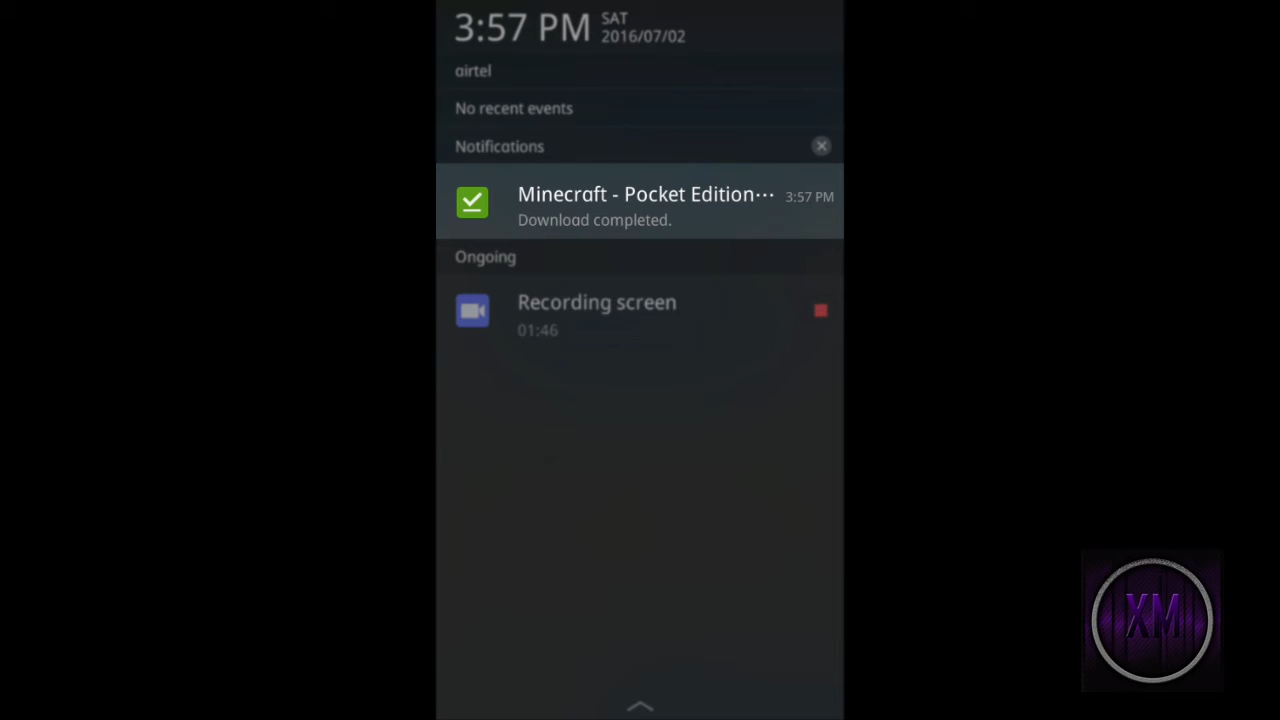 3:57 PM
SAT
2016/07/02
airtel
No recent events
Notifications
Minecraft - Pocket Edition⋯ 3:57 PM
Download completed.
Ongoing
Recording screen
01:46
XM